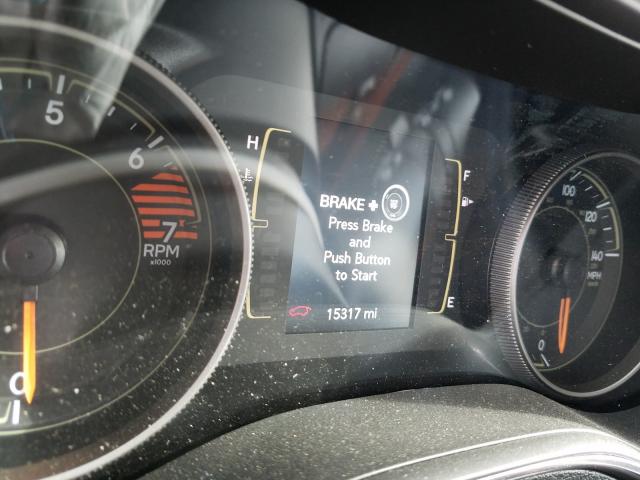 5
6
7
RPM
x1000
0
H
BRAKE +
Press Brake
and
Push Button
to Start
15317 mi
F
E
100
120
140
MPH
0